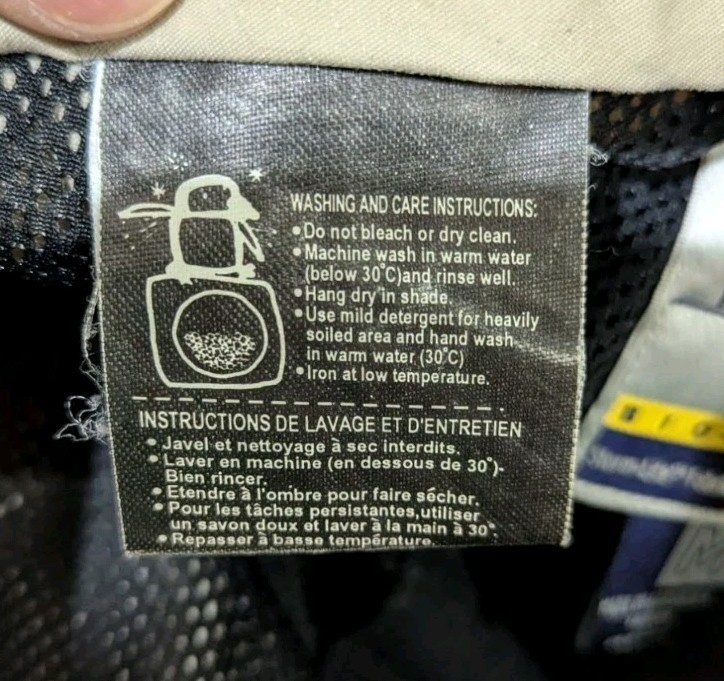 WASHING AND CARE INSTRUCTIONS:
•Do not bleach or dry clean.
•Machine wash in warm water
(below 30°C)and rinse well.
•Hang dry in shade.
•Use mild detergent for heavily
soiled area and hand wash
in warm water (30°C)
•Iron at low temperature.
INSTRUCTIONS DE LAVAGE ET D'ENTRETIEN
• Javel et nettoyage à sec interdits.
• Laver en machine (en dessous de 30°)-
Bien rincer.
• Etendre à l'ombre pour faire sécher.
• Pour les tâches persistantes,utiliser
un savon doux et laver à la main à 30°.
• Repasser à basse température.